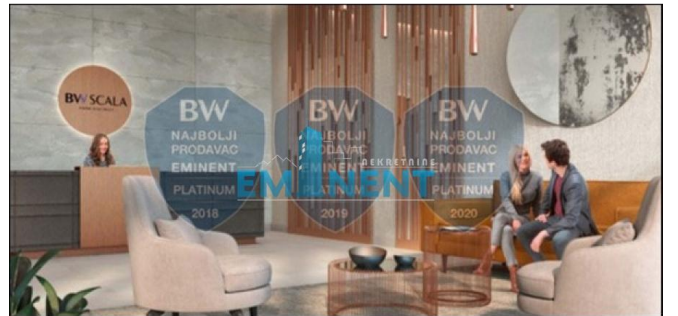 BW SCALA
BW
NAJBOLJI
PRODAVAC
EMINENT
PLATINUM
2018
BW
NAJBOLJI
PRODAVAC
PLATINUM
2019
BW
NAJBOLJI
PRODAVAC
EMINENT
PLATINUM
2020
NEKRETNINE
EMINENT